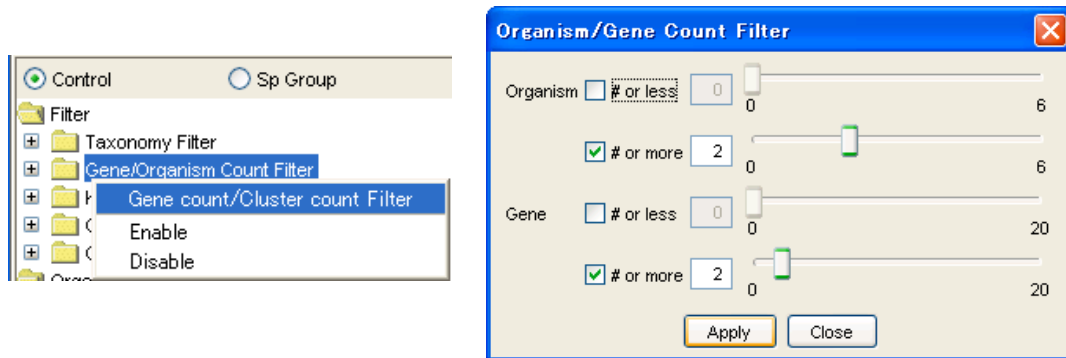 Control
Sp Group
Filter
Taxonomy Filter
Gene/Organism Count Filter
Gene count/Cluster count Filter
Enable
Disable
Organism/Gene Count Filter
Organism # or less 0
0 6
# or more 2
0 6
Gene # or less 0
0 20
# or more 2
0 20
Apply Close